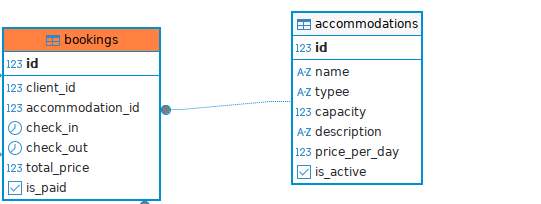 bookings
123 id
123 client_id
123 accommodation_id
check_in
check_out
123 total_price
is_paid
accommodations
123 id
A-Z name
A-Z typee
123 capacity
A-Z description
123 price_per_day
is_active